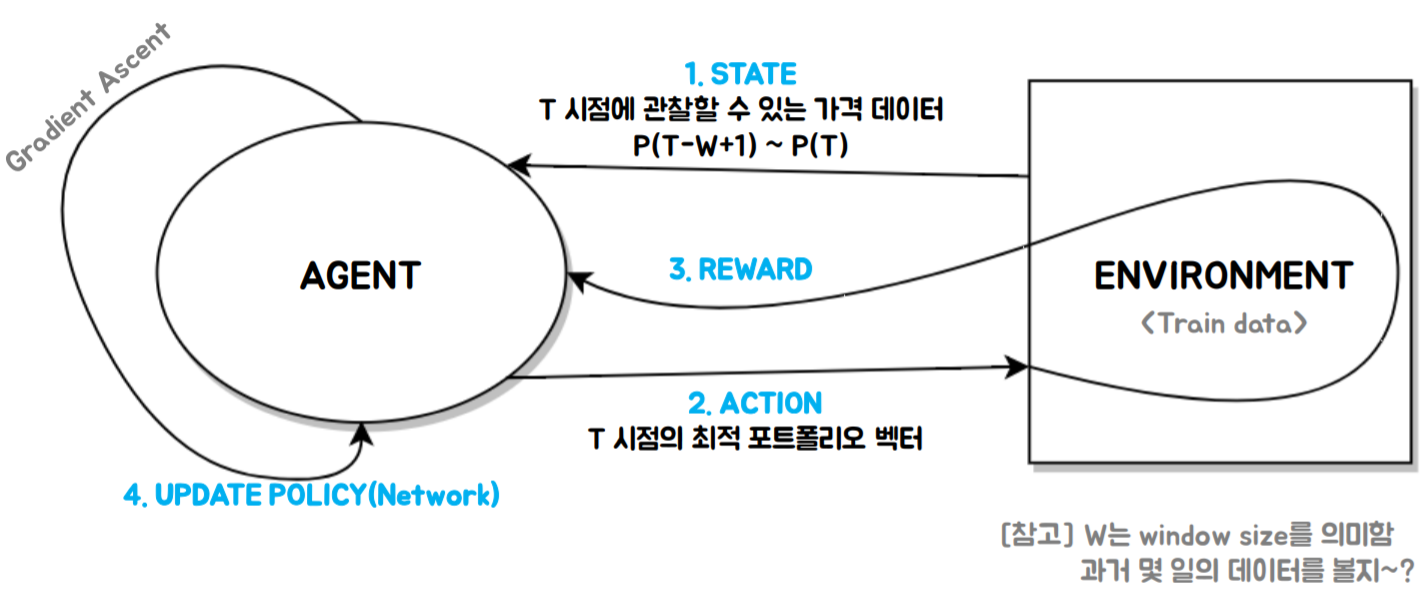 Gradient Ascent
1. STATE
T 시점에 관찰할 수 있는 가격 데이터
P(T-W+1) ~ P(T)
AGENT
3. REWARD
ENVIRONMENT
<Train data>
2. ACTION
T 시점의 최적 포트폴리오 벡터
4. UPDATE POLICY(Network)
[참고] W는 window size를 의미함
과거 몇 일의 데이터를 볼지~?